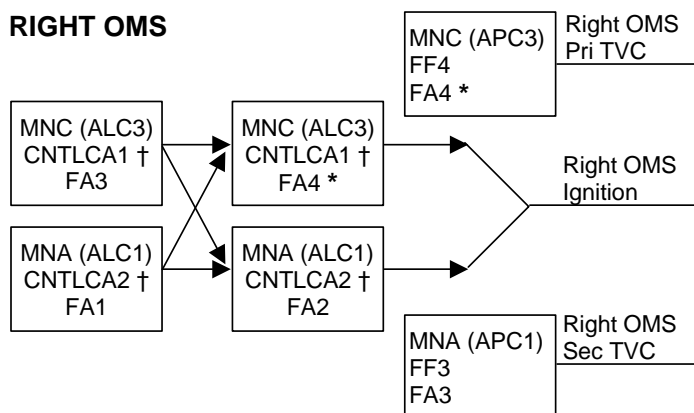 RIGHT OMS
MNC (APC3)
FF4
FA4 *
Right OMS
Pri TVC
MNC (ALC3)
CNTLCA1 †
FA3
MNC (ALC3)
CNTLCA1 †
FA4 *
Right OMS
Ignition
MNA (ALC1)
CNTLCA2 †
FA1
MNA (ALC1)
CNTLCA2 †
FA2
MNA (APC1)
FF3
FA3
Right OMS
Sec TVC